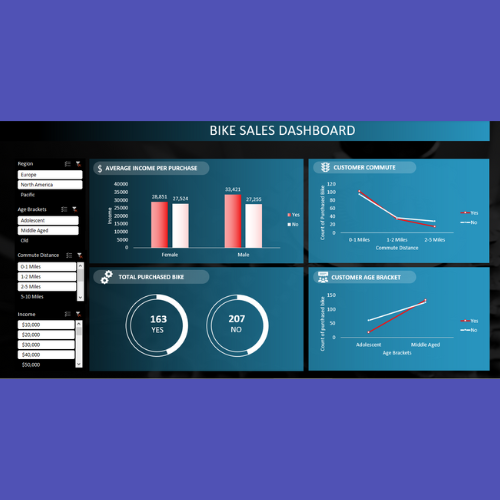 BIKE SALES DASHBOARD
Region
Europe
North America
Pacific
Age Brackets
Adolescent
Middle Aged
Old
Commute Distance
0-1 Miles
1-2 Miles
2-5 Miles
5-10 Miles
Income
$10,000
$20,000
$30,000
$40,000
$50,000
$ AVERAGE INCOME PER PURCHASE
Income
40000
35000
30000
25000
20000
15000
10000
5000
0
28,851 27,524
33,421 27,255
Female Male
Yes
No
CUSTOMER COMMUTE
Count of Purchased Bike
120
100
80
60
40
20
0
0-1 Miles 1-2 Miles 2-5 Miles
Commute Distance
Yes
No
TOTAL PURCHASED BIKE
163
YES
207
NO
CUSTOMER AGE BRACKET
Count of purchased bike
150
100
50
0
Adolescent Middle Aged
Age Brackets
Yes
No